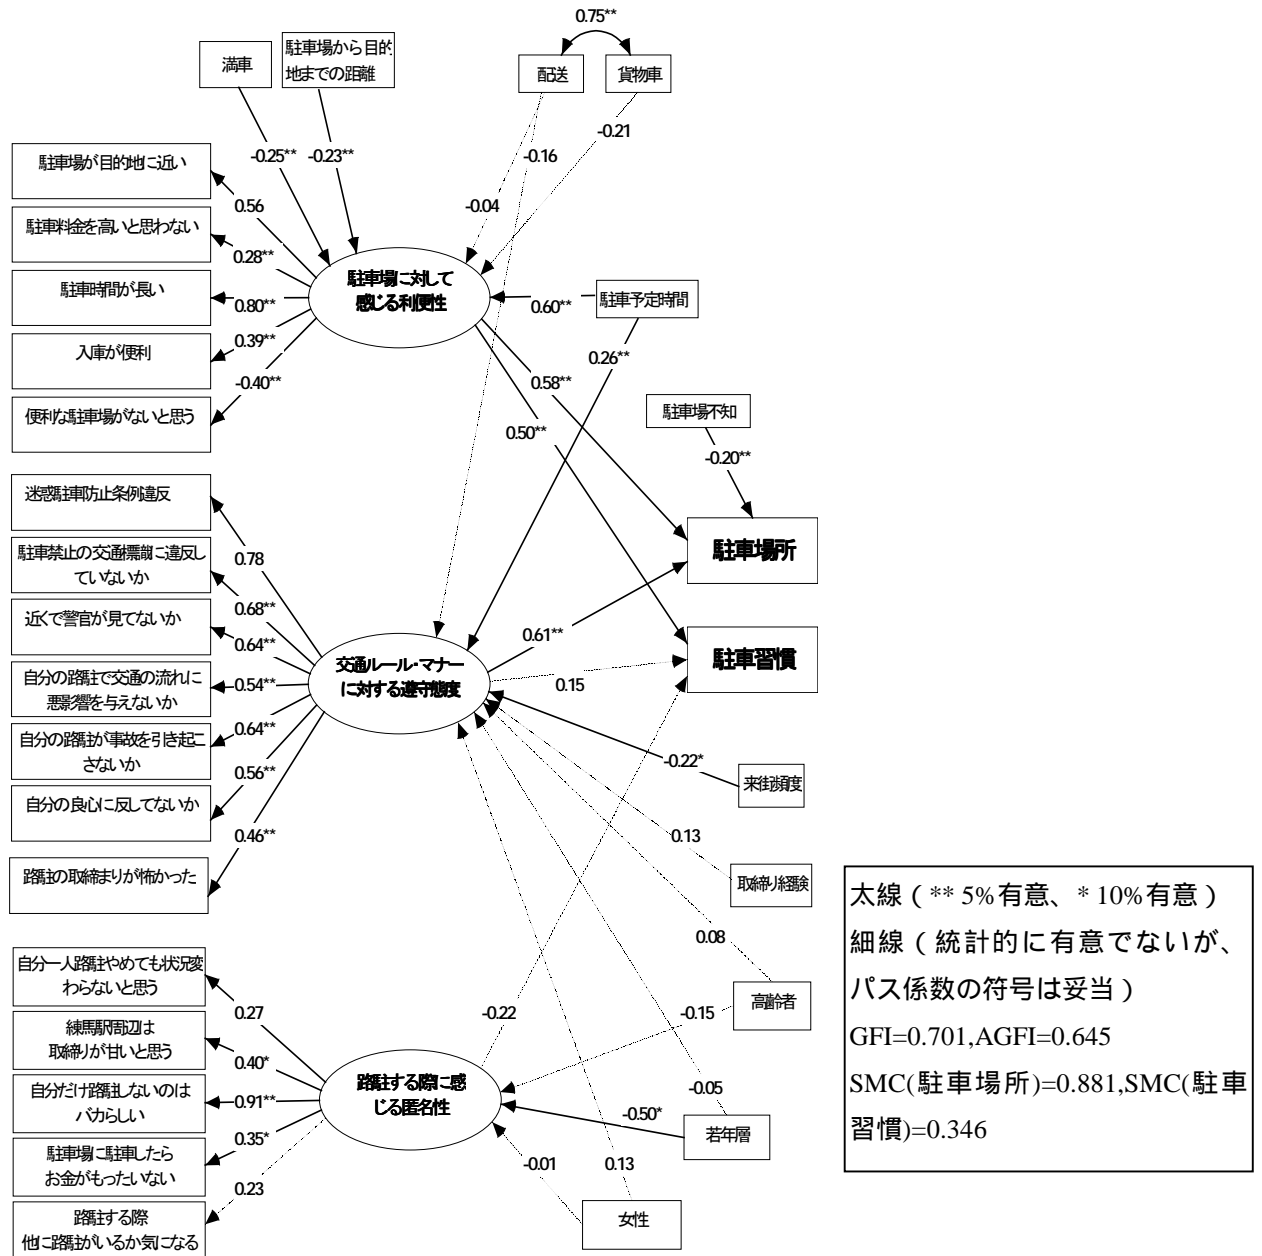 0.75**
満車
駐車場から目的
地までの距離
配送
貨物車
-0.21
-0.25**
-0.23**
-0.16
-0.04
駐車場が目的地に近い
0.56
駐車料金を高いと思わない
0.28**
駐車時間が長い
0.80**
入庫が便利
0.39**
便利な駐車場がないと思う
-0.40**
駐車場に対して
感じる利便性
駐車予定時間
0.60**
0.26**
0.58**
0.50**
駐車場不知
-0.20**
駐車場所
駐車習慣
迷惑駐車防止条例違反
0.78
駐車禁止の交通標識に違反し
ていないか
0.68**
近くで警官が見てないか
0.64**
自分の路駐で交通の流れに
悪影響を与えないか
0.54**
自分の路駐が事故を引き起こ
さないか
0.64**
自分の良心に反してないか
0.56**
路駐の取締まりが怖かった
0.46**
交通ルール・マナー
に対する遵守態度
0.61**
0.15
-0.22*
来街頻度
0.13
取締り経験
0.08
高齢者
-0.15
-0.22
自分一人路駐やめても状況変
わらないと思う
0.27
練馬駅周辺は
取締りが甘いと思う
0.40*
自分だけ路駐しないのは
バカらしい
0.91**
駐車場に駐車したら
お金がもったいない
0.35*
路駐する際
他に路駐がいるか気になる
0.23
路駐する際に感
じる匿名性
-0.05
-0.50*
若年層
-0.01
0.13
女性
太線（** 5%有意、* 10%有意）
細線（統計的に有意でないが、
パス係数の符号は妥当）
GFI=0.701,AGFI=0.645
SMC(駐車場所)=0.881,SMC(駐車
習慣)=0.346